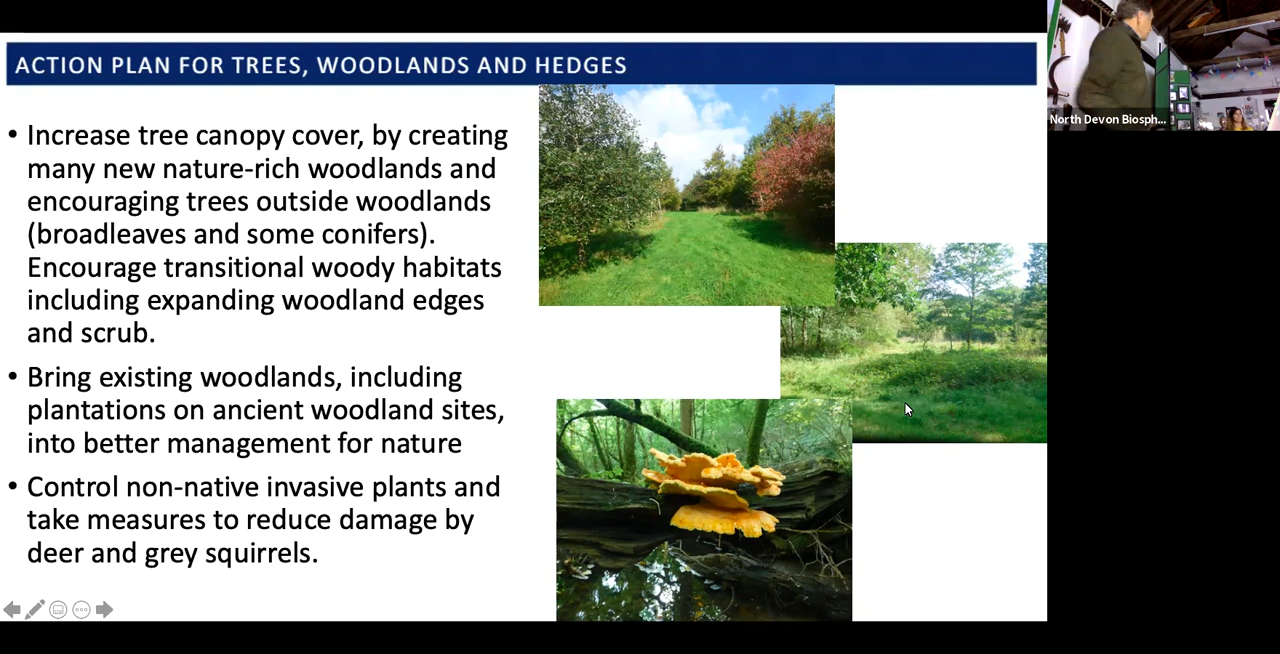 ACTION PLAN FOR TREES, WOODLANDS AND HEDGES
• Increase tree canopy cover, by creating
many new nature-rich woodlands and
encouraging trees outside woodlands
(broadleaves and some conifers).
Encourage transitional woody habitats
including expanding woodland edges
and scrub.
• Bring existing woodlands, including
plantations on ancient woodland sites,
into better management for nature
• Control non-native invasive plants and
take measures to reduce damage by
deer and grey squirrels.
North Devon Biosph...